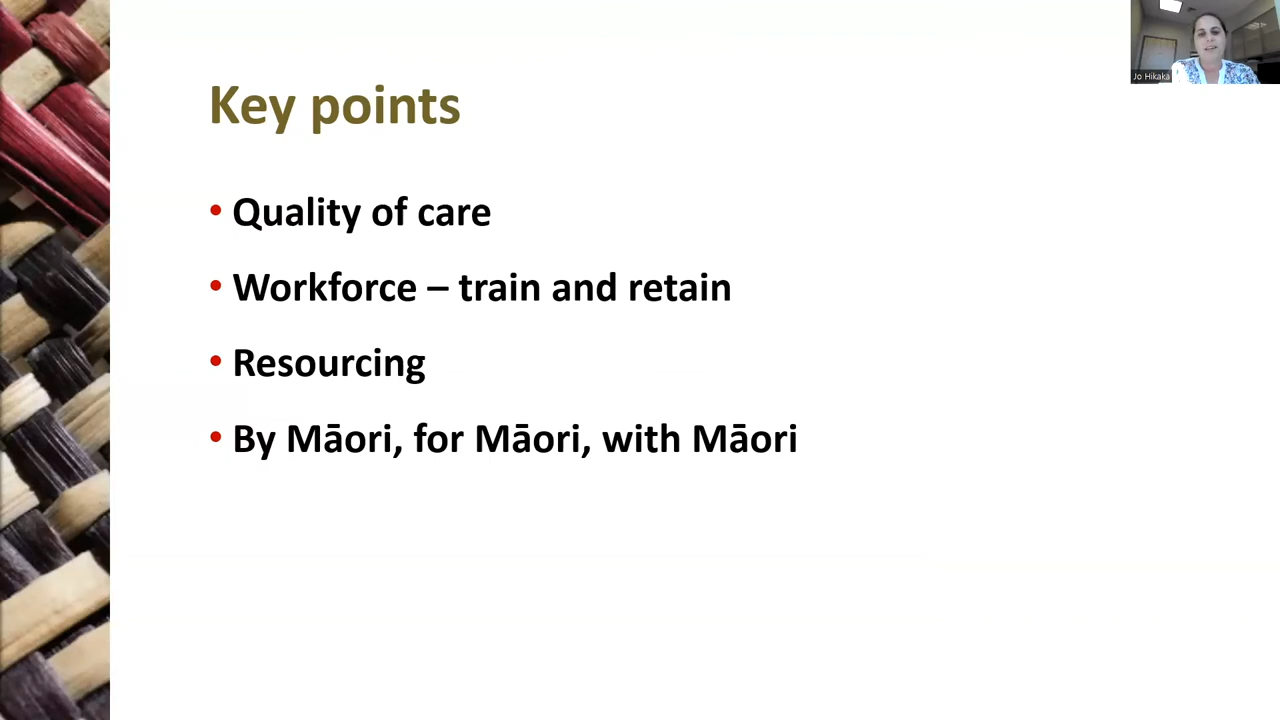 Key points
• Quality of care
• Workforce – train and retain
• Resourcing
• By Māori, for Māori, with Māori
Jo Hikaka